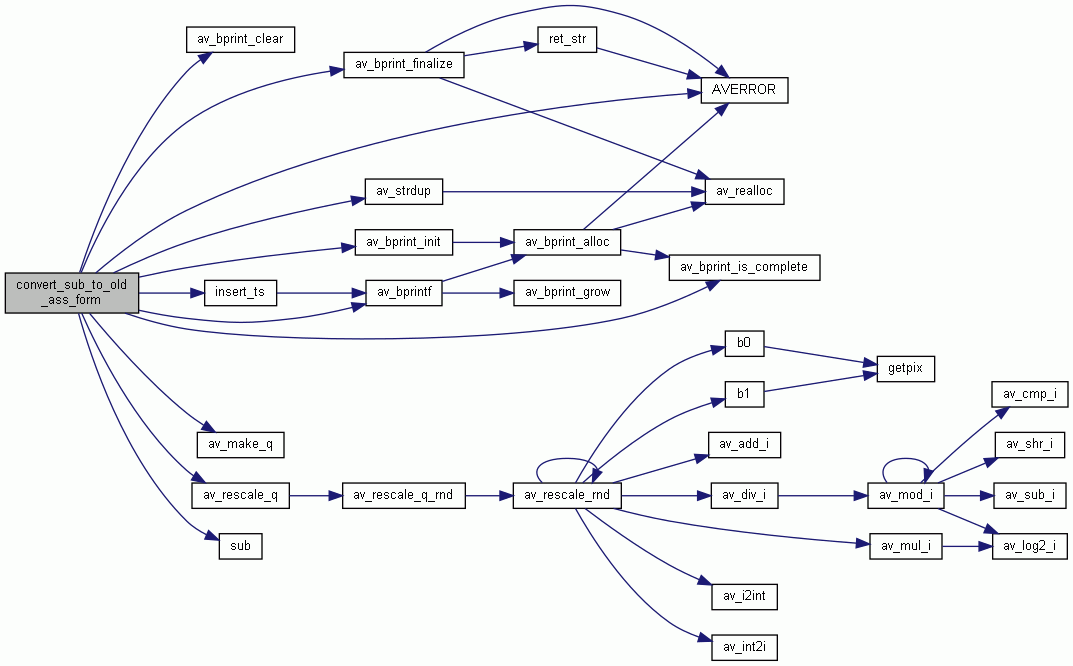 av_bprint_clear
ret_str
av_bprint_finalize
AVERROR
av_strdup
av_realloc
av_bprint_init
av_bprint_alloc
av_bprint_is_complete
convert_sub_to_old
_ass_form
insert_ts
av_bprintf
av_bprint_grow
b0
getpix
b1
av_cmp_i
av_make_q
av_add_i
av_shr_i
av_rescale_q
av_rescale_q_rnd
av_rescale_rnd
av_div_i
av_mod_i
av_sub_i
sub
av_mul_i
av_log2_i
av_i2int
av_int2i